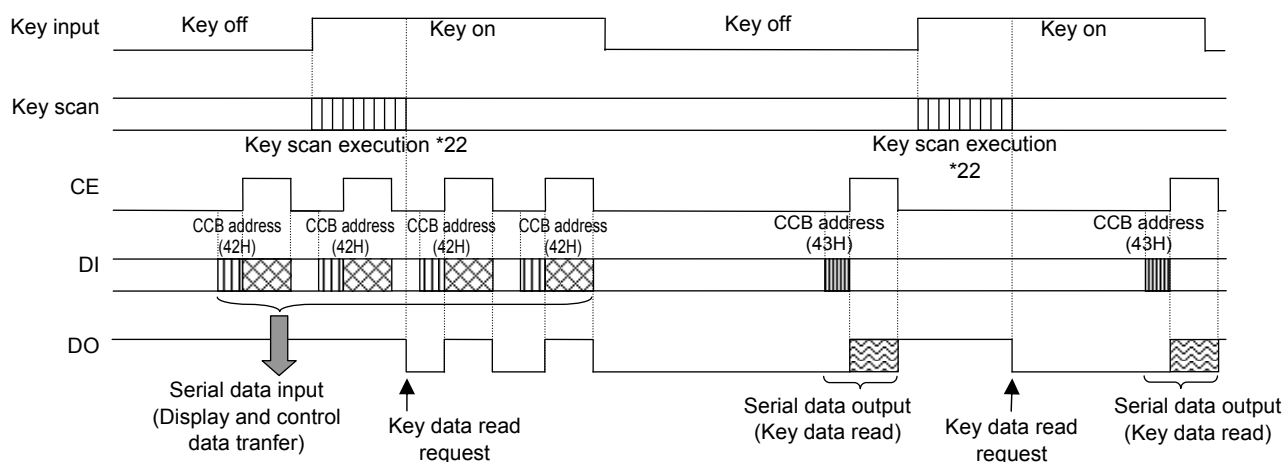 Key input
Key off
Key on
Key off
Key on
Key scan
Key scan execution *22
Key scan execution
*22
CE
CCB address
(42H)
CCB address
(42H)
CCB address
(42H)
CCB address
(42H)
CCB address
(43H)
CCB address
(43H)
DI
DO
Serial data input
(Display and control
data tranfer)
Key data read
request
Serial data output
(Key data read)
Key data read
request
Serial data output
(Key data read)